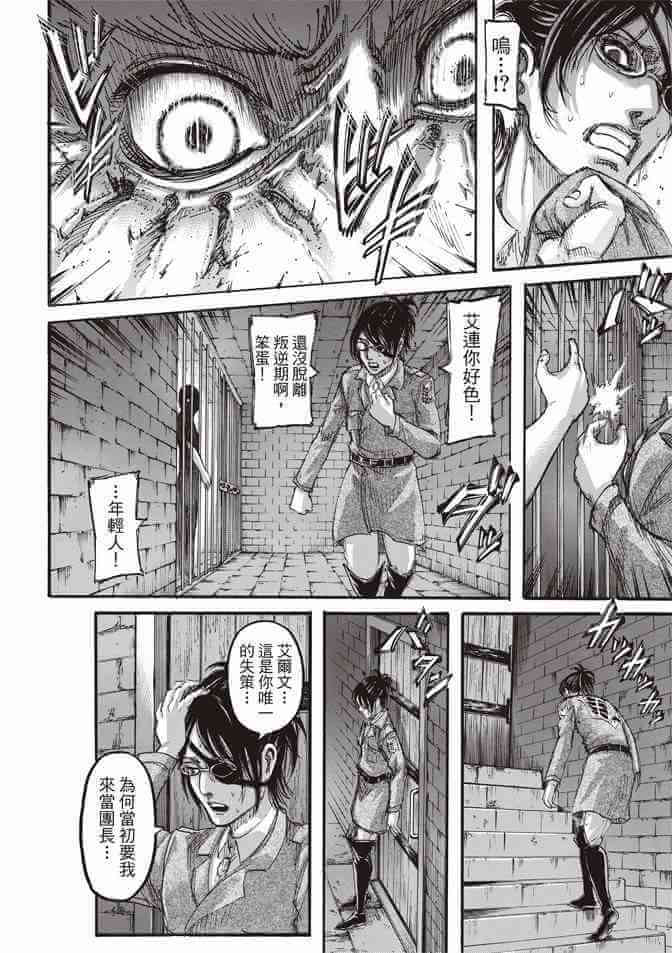 嗚…
!?
艾連你好色！
還沒脫離
叛逆期啊，
笨蛋！
…年輕人！
艾爾文…
這是你唯一
的失策…
為何當初要我
來當團長…